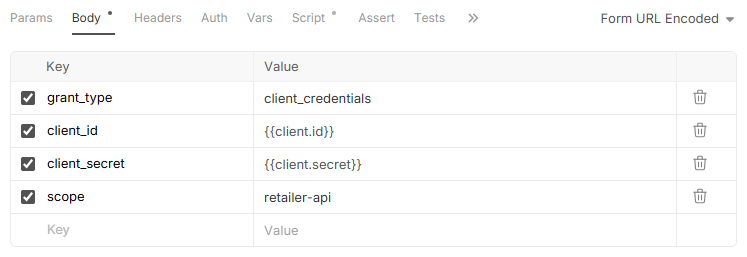 Params Body Headers Auth Vars Script Assert Tests Form URL Encoded
Key Value
grant_type client_credentials
client_id {{client.id}}
client_secret {{client.secret}}
scope retailer-api
Key Value